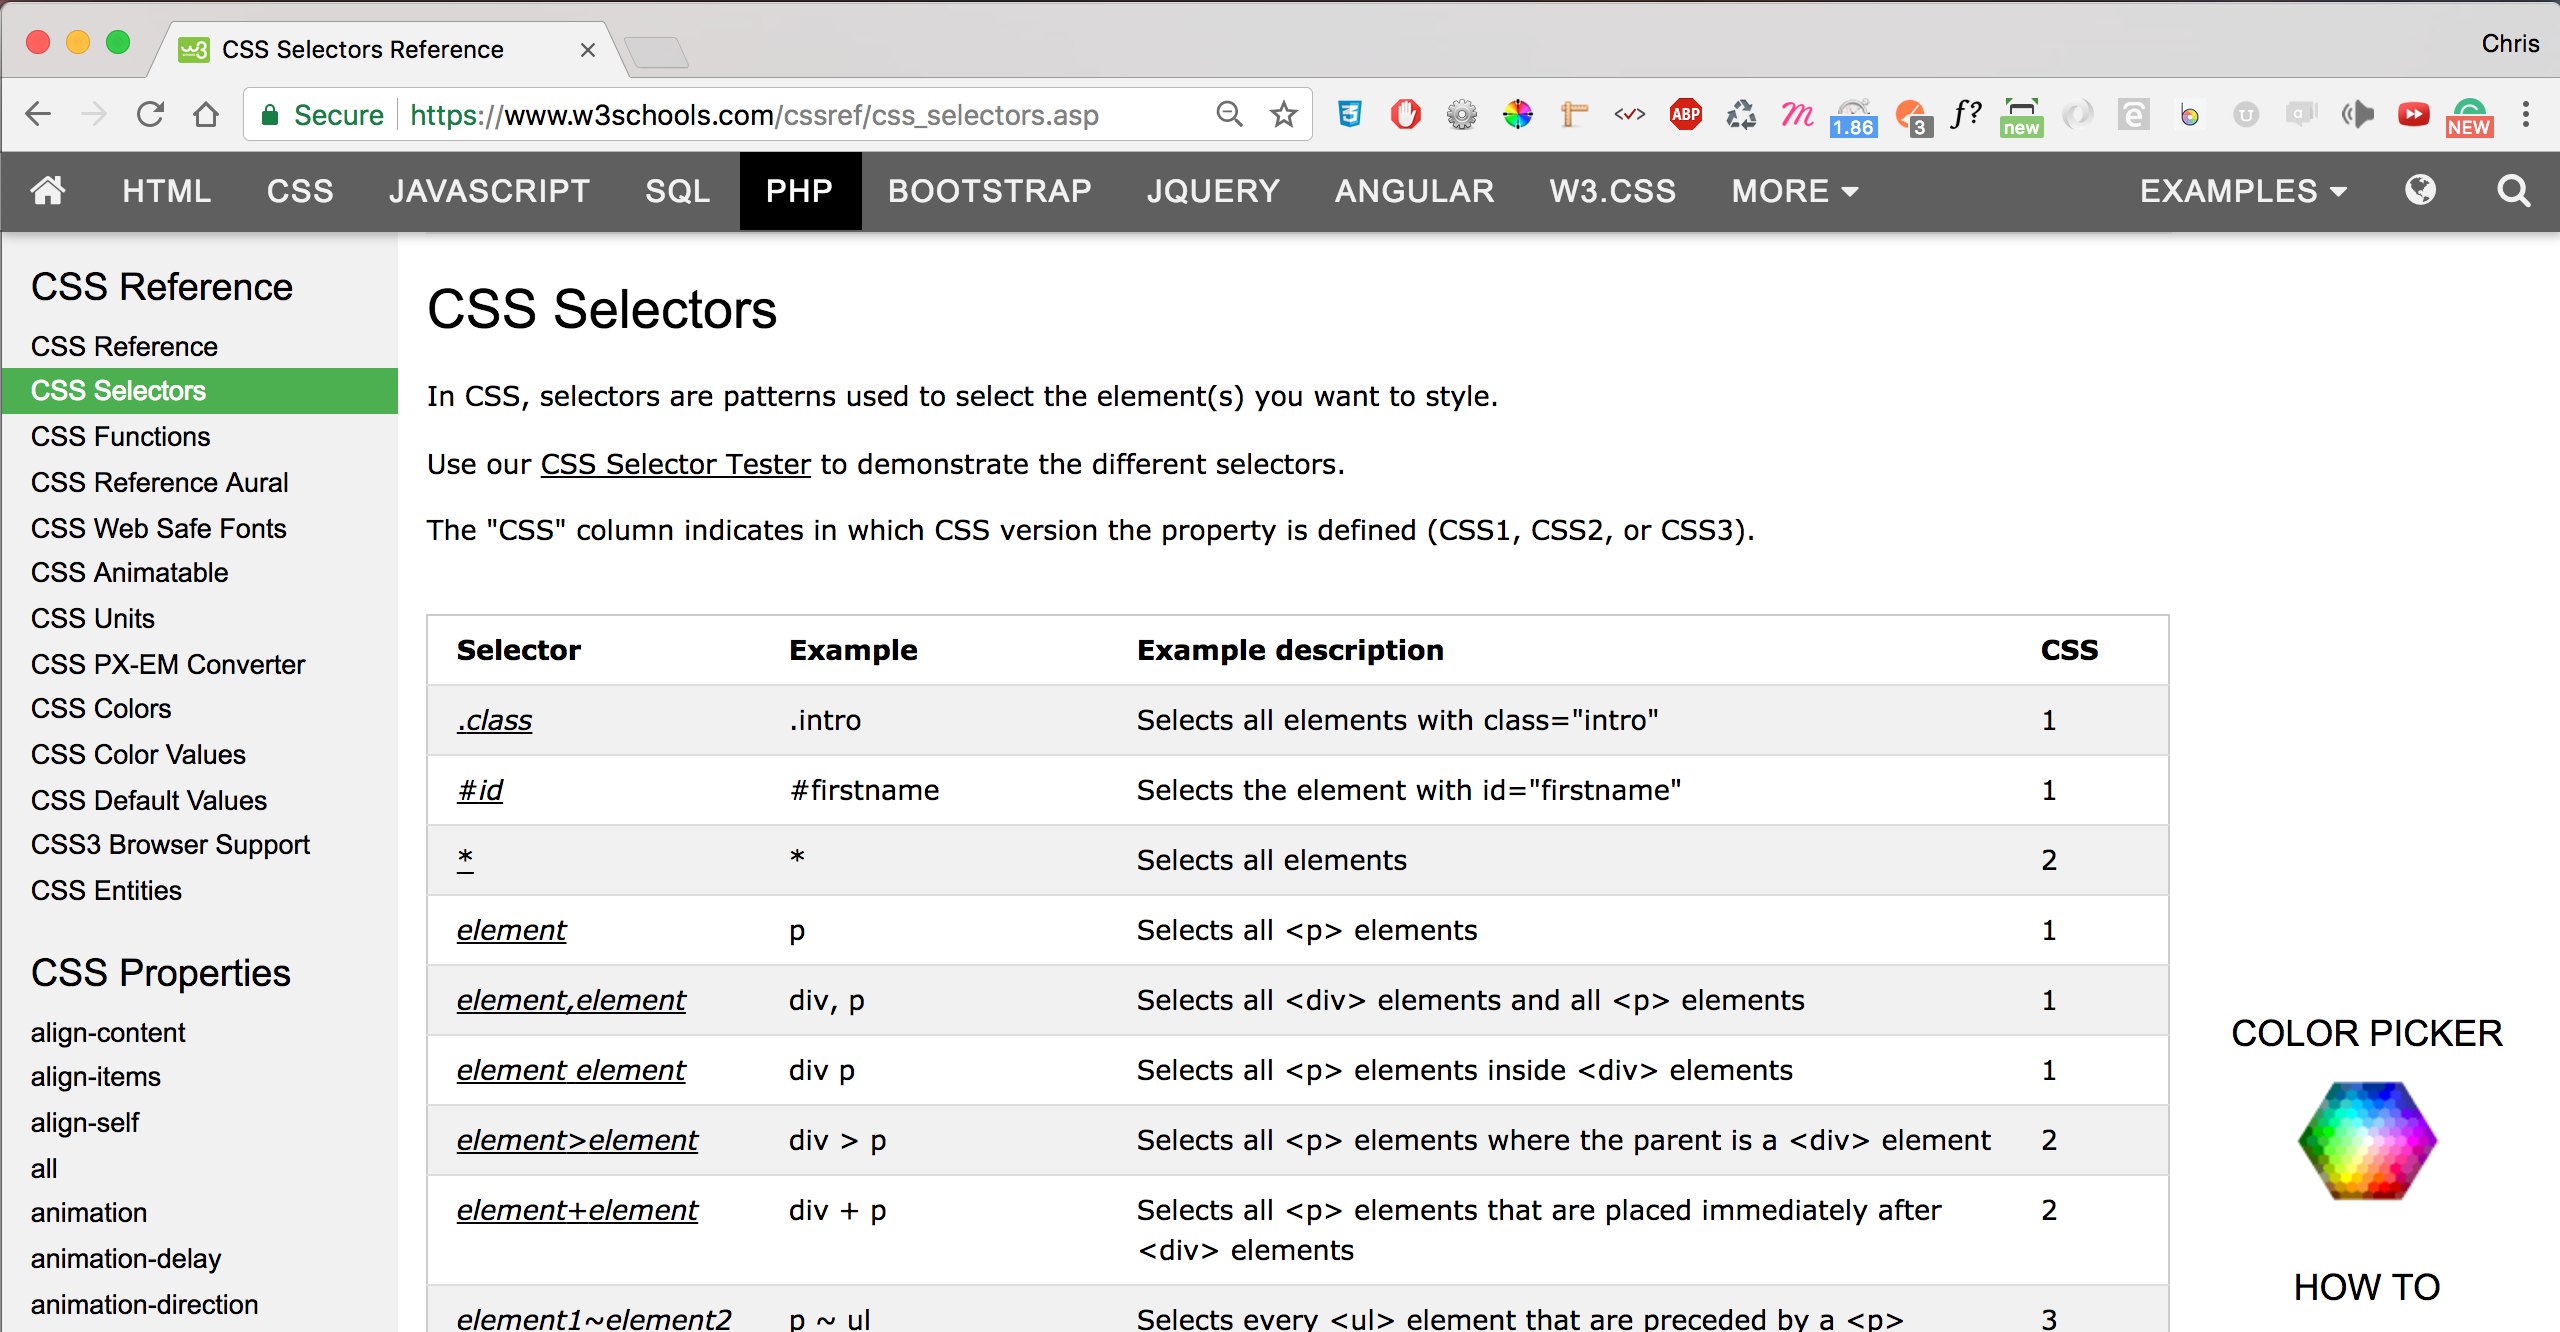 CSS Selectors Reference
Chris
Secure https://www.w3schools.com/cssref/css_selectors.asp
ABP 1.86 3 f? new NEW
HTML CSS JAVASCRIPT SQL PHP BOOTSTRAP JQUERY ANGULAR W3.CSS MORE EXAMPLES
CSS Reference
CSS Reference
CSS Selectors
CSS Functions
CSS Reference Aural
CSS Web Safe Fonts
CSS Animatable
CSS Units
CSS PX-EM Converter
CSS Colors
CSS Color Values
CSS Default Values
CSS3 Browser Support
CSS Entities
CSS Properties
align-content
align-items
align-self
all
animation
animation-delay
animation-direction
CSS Selectors
In CSS, selectors are patterns used to select the element(s) you want to style.
Use our CSS Selector Tester to demonstrate the different selectors.
The "CSS" column indicates in which CSS version the property is defined (CSS1, CSS2, or CSS3).
Selector Example Example description CSS
.class .intro Selects all elements with class="intro" 1
#id #firstname Selects the element with id="firstname" 1
* * Selects all elements 2
element p Selects all <p> elements 1
element,element div, p Selects all <div> elements and all <p> elements 1
element element div p Selects all <p> elements inside <div> elements 1
element>element div > p Selects all <p> elements where the parent is a <div> element 2
element+element div + p Selects all <p> elements that are placed immediately after 2
<div> elements
element1~element2 p ~ ul Selects every <ul> element that are preceded by a <p> 3
COLOR PICKER
HOW TO